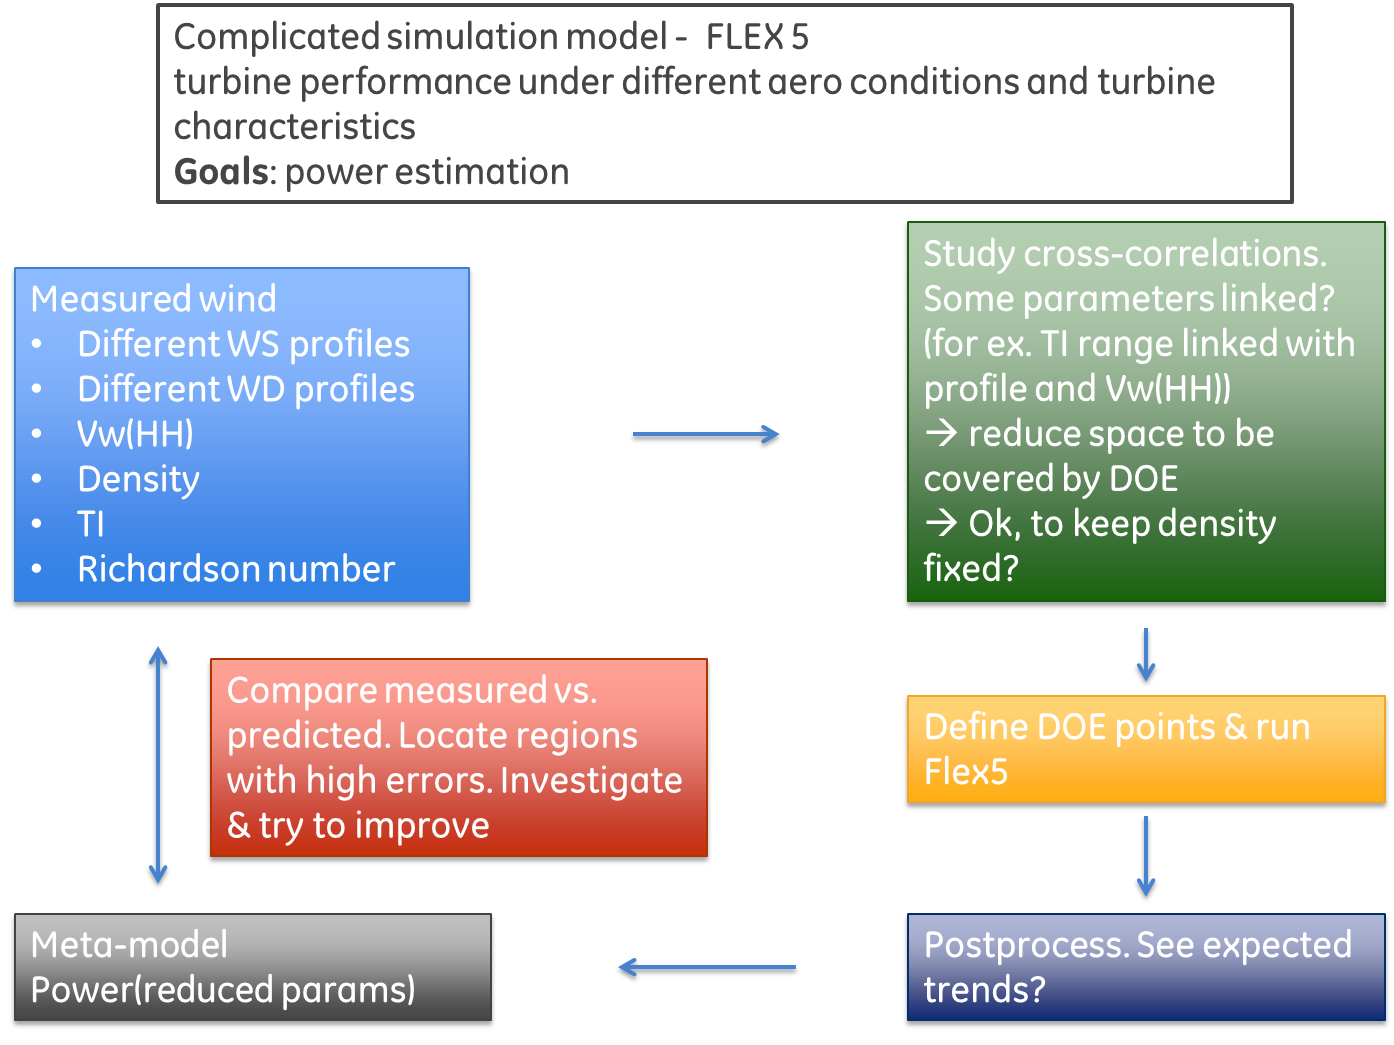 Complicated simulation model - FLEX 5
turbine performance under different aero conditions and turbine
characteristics
Goals: power estimation
Measured wind
• Different WS profiles
• Different WD profiles
• Vw(HH)
• Density
• TI
• Richardson number
Study cross-correlations.
Some parameters linked?
(for ex. TI range linked with
profile and Vw(HH))
→ reduce space to be
covered by DOE
→ Ok, to keep density
fixed?
Compare measured vs.
predicted. Locate regions
with high errors. Investigate
& try to improve
Define DOE points & run
Flex5
Meta-model
Power(reduced params)
Postprocess. See expected
trends?